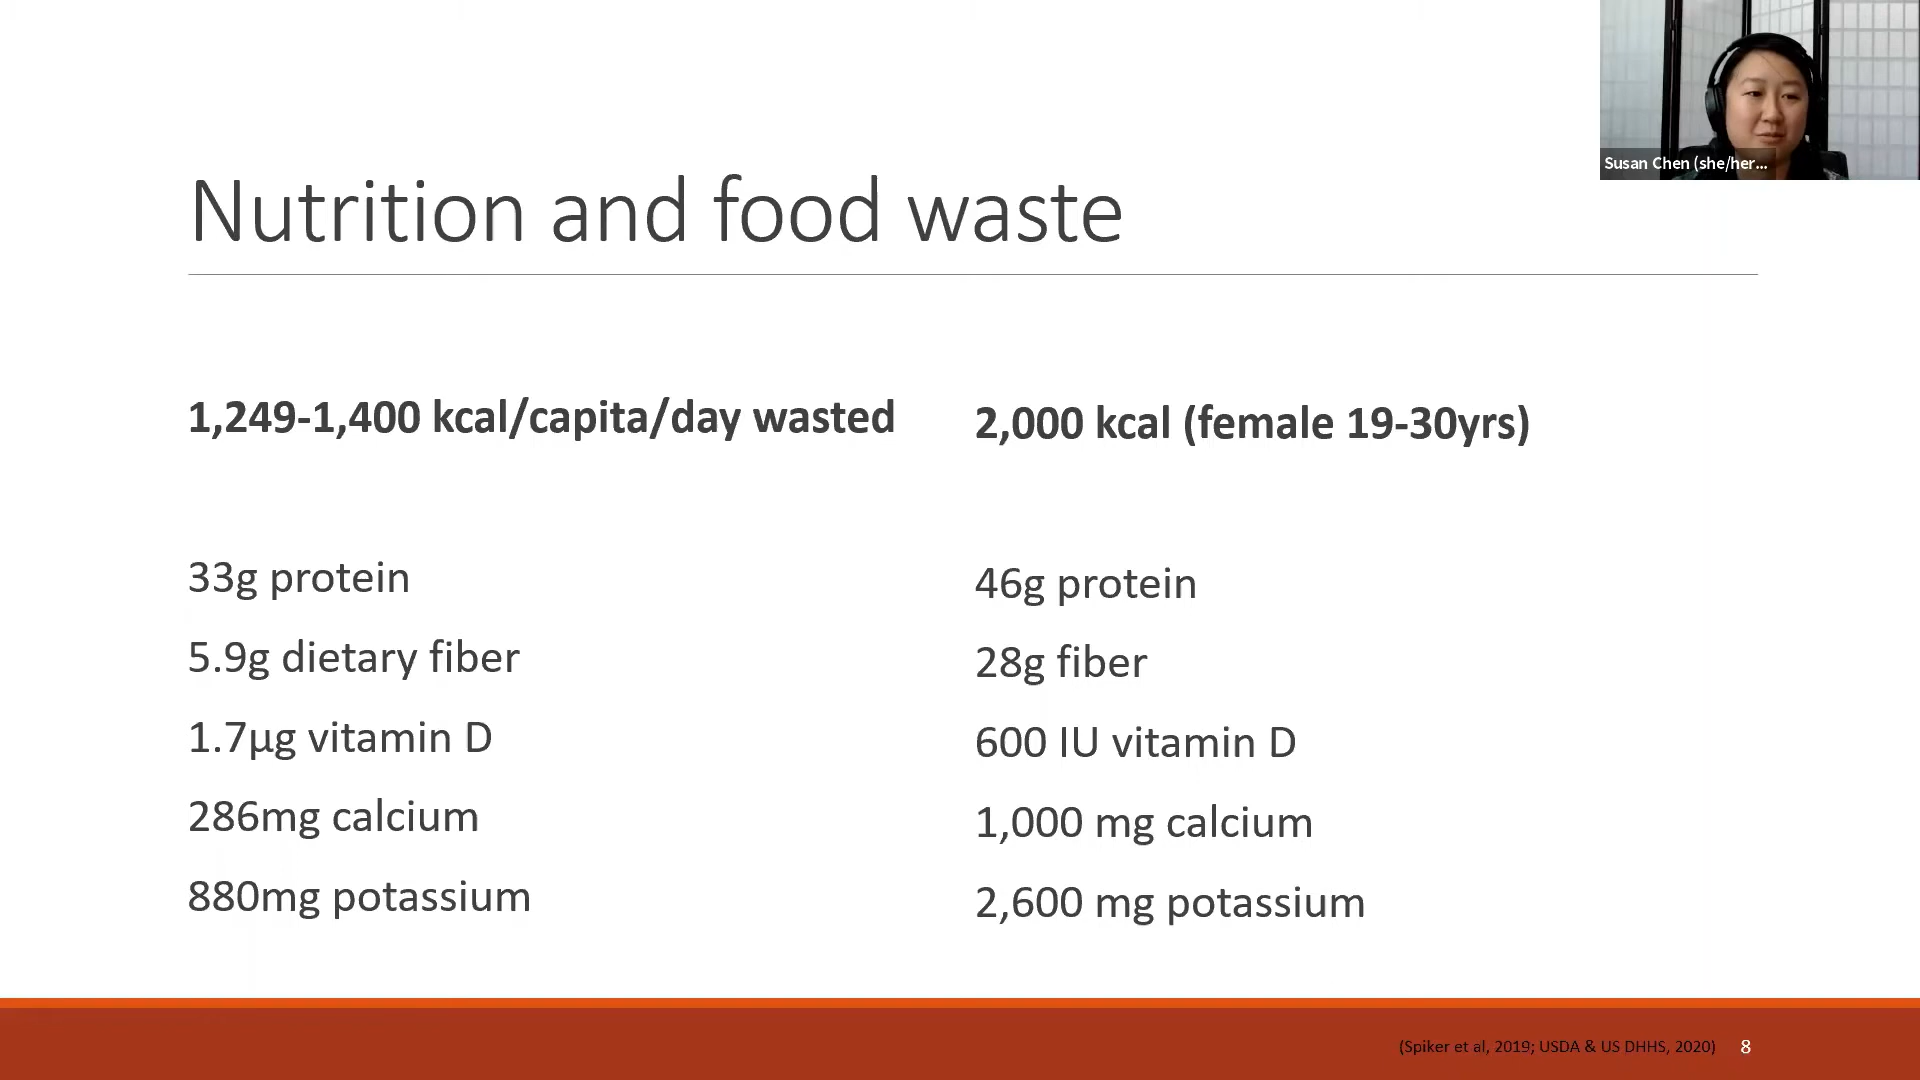 Susan Chen (she/her...
Nutrition and food waste
1,249-1,400 kcal/capita/day wasted
33g protein
5.9g dietary fiber
1.7µg vitamin D
286mg calcium
880mg potassium
2,000 kcal (female 19-30yrs)
46g protein
28g fiber
600 IU vitamin D
1,000 mg calcium
2,600 mg potassium
(Spiker et al, 2019; USDA & US DHHS, 2020)
8